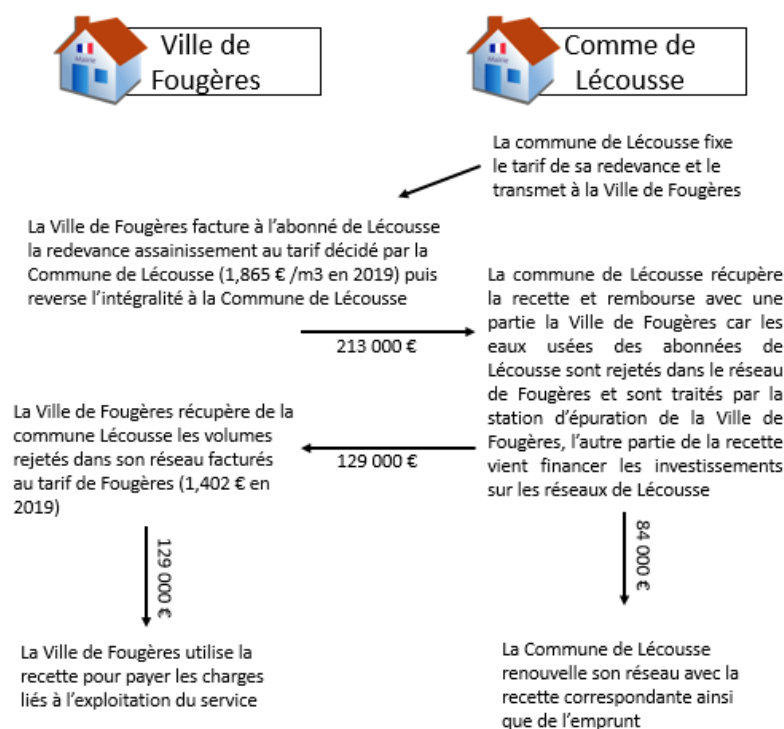 Mairie
Ville de
Fougères
Mairie
Comme de
Lécousse
La commune de Lécousse fixe
le tarif de sa redevance et le
transmet à la Ville de Fougères
La Ville de Fougères facture à l’abonné de Lécousse
la redevance assainissement au tarif décidé par la
Commune de Lécousse (1,865 € /m3 en 2019) puis
reverse l’intégralité à la Commune de Lécousse
213 000 €
La commune de Lécousse récupère
la recette et rembourse avec une
partie la Ville de Fougères car les
eaux usées des abonnées de
Lécousse sont rejetés dans le réseau
de Fougères et sont traités par la
station d’épuration de la Ville de
Fougères, l’autre partie de la recette
vient financer les investissements
sur les réseaux de Lécousse
129 000 €
La Ville de Fougères récupère de la
commune Lécousse les volumes
rejetés dans son réseau facturés
au tarif de Fougères (1,402 € en
2019)
129 000 €
84 000 €
La Ville de Fougères utilise la
recette pour payer les charges
liés à l’exploitation du service
La Commune de Lécousse
renouvelle son réseau avec la
recette correspondante ainsi
que de l’emprunt